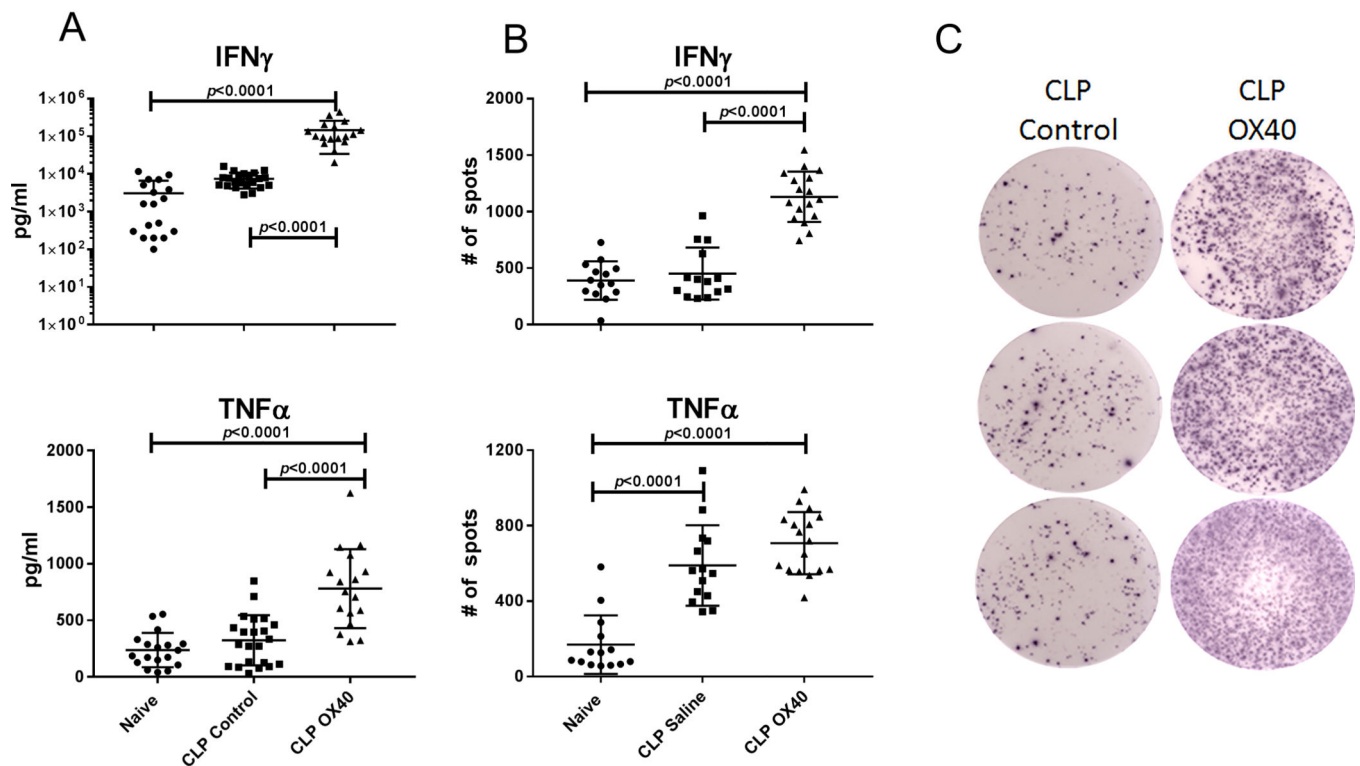 A
IFNγ
p<0.0001
1×10⁶
1×10⁵
1×10⁴
1×10³
1×10²
1×10¹
1×10⁰
pg/ml
p<0.0001
TNFα
p<0.0001
p<0.0001
2000
1500
1000
500
0
pg/ml
Naive
CLP Control
CLP OX40
B
IFNγ
p<0.0001
p<0.0001
2000
1500
1000
500
0
# of spots
TNFα
p<0.0001
p<0.0001
1200
800
400
0
# of spots
Naive
CLP Saline
CLP OX40
C
CLP
Control
CLP
OX40